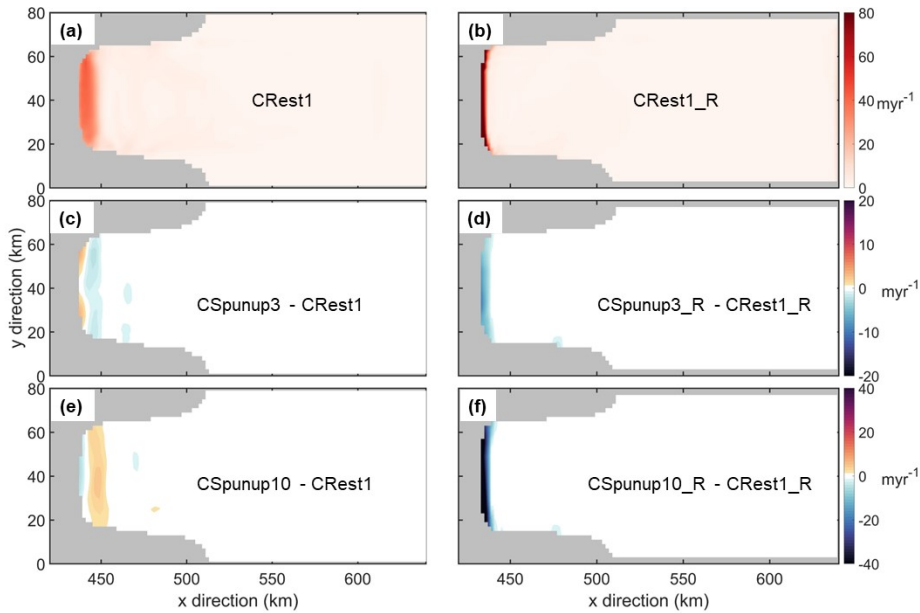 (a)
80
60
40
20
0
CRest1
(b)
CRest1_R
80
60
40
20
0
myr-1
(c)
80
60
40
20
0
y direction (km)
CSpunup3 - CRest1
(d)
CSpunup3_R - CRest1_R
20
10
0
-10
-20
myr-1
(e)
80
60
40
20
0
CSpunup10 - CRest1
450
500
550
600
x direction (km)
(f)
CSpunup10_R - CRest1_R
450
500
550
600
x direction (km)
40
20
0
-20
-40
myr-1